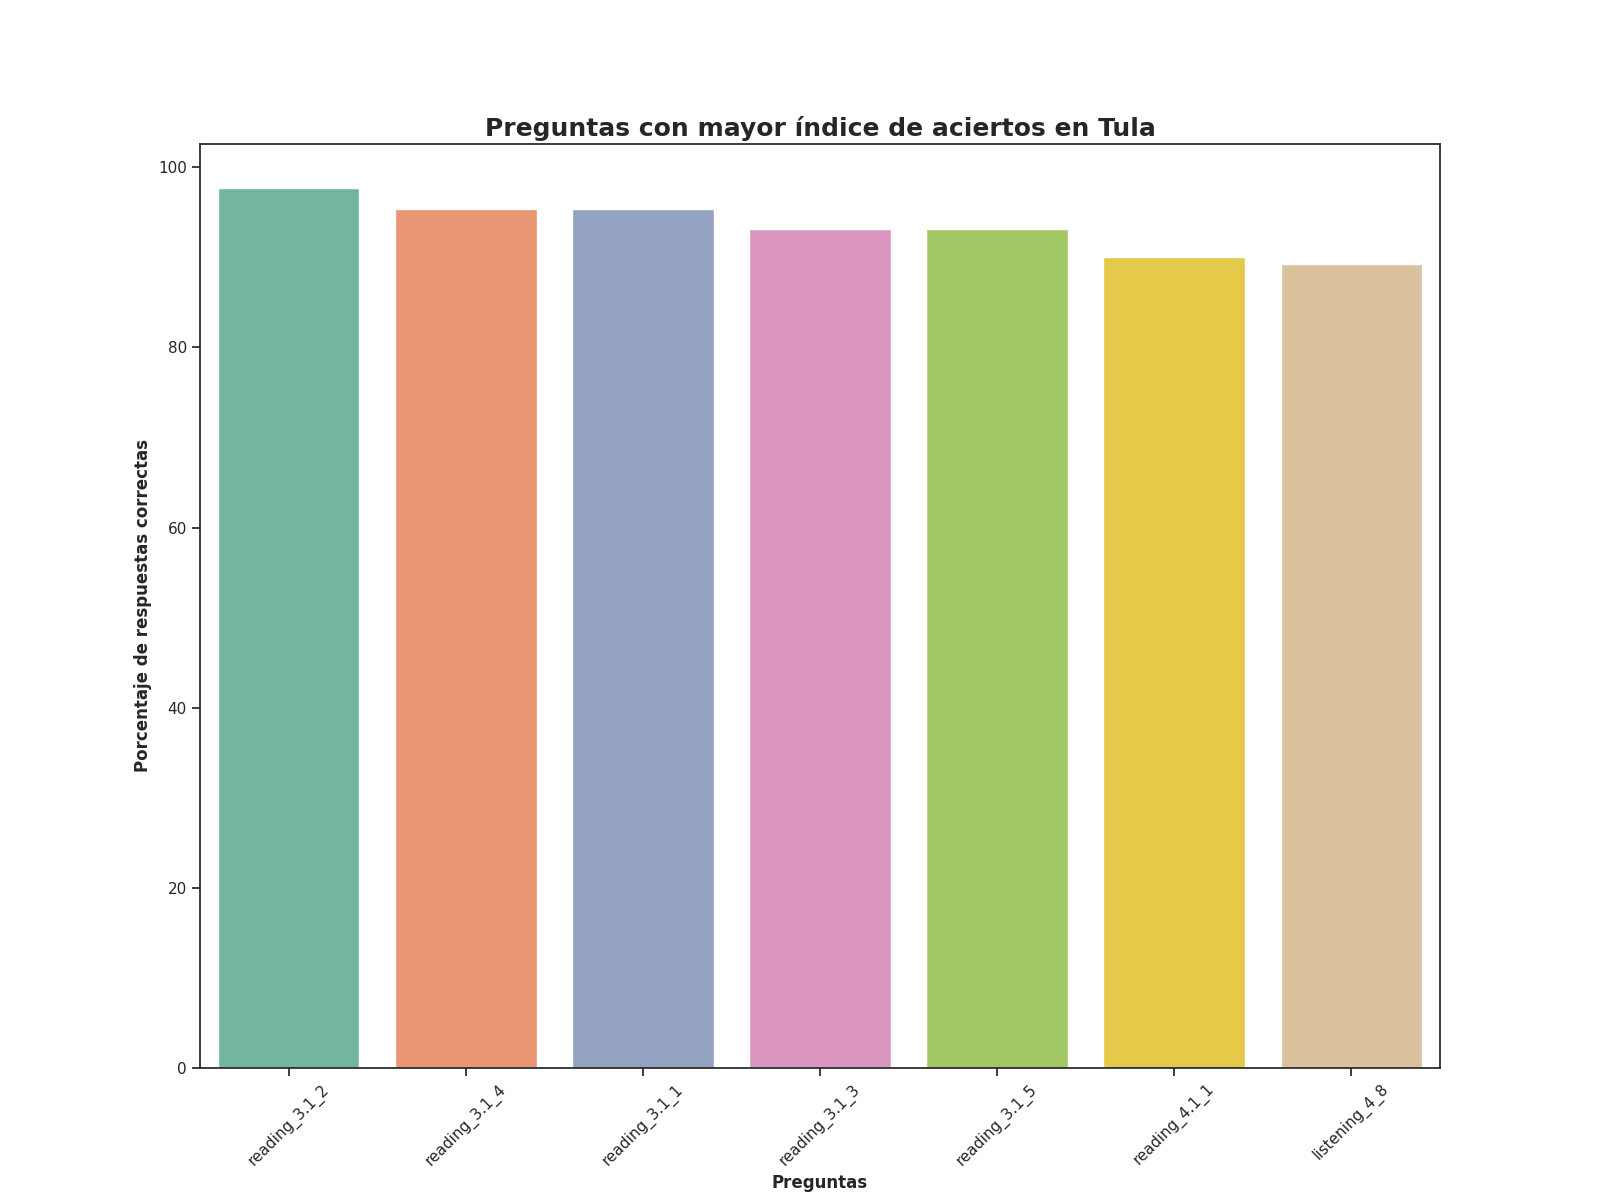 Preguntas con mayor índice de aciertos en Tula
Porcentaje de respuestas correctas
100
80
60
40
20
0
reading_3.1_2
reading_3.1_4
reading_3.1_1
reading_3.1_3
reading_3.1_5
reading_4.1_1
listening_4_8
Preguntas